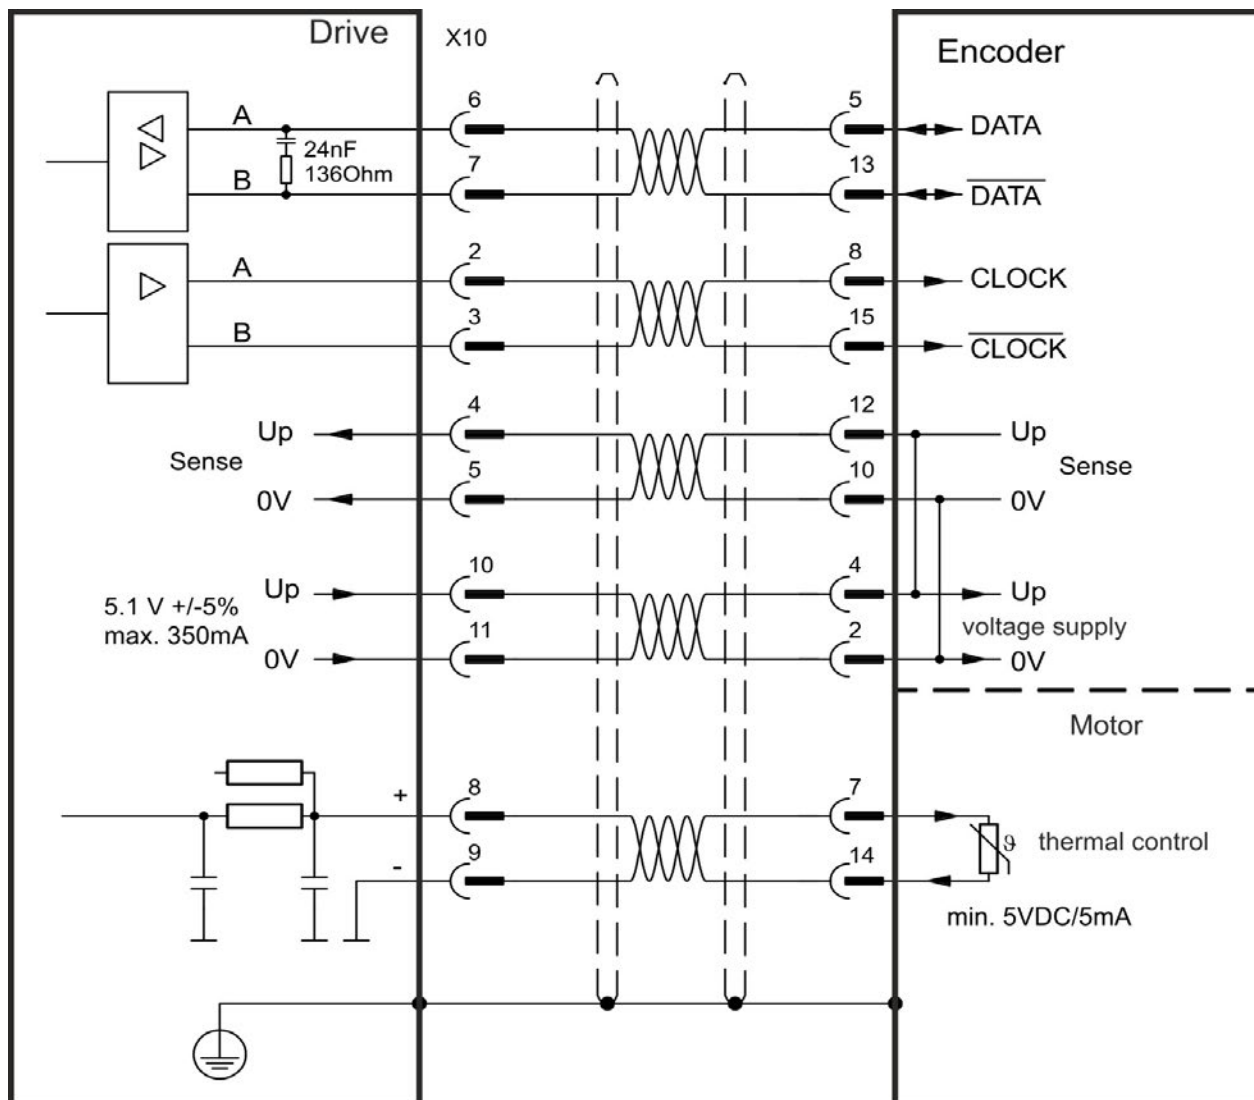 Drive
X10
Encoder
A
6
5
DATA
24nF
136Ohm
B
7
13
DATA
A
2
8
CLOCK
B
3
15
CLOCK
Up
4
12
Up
Sense
Sense
0V
5
10
0V
Up
10
4
Up
5.1 V +/-5%
max. 350mA
voltage supply
0V
11
2
0V
Motor
+
8
7
ϑ
thermal control
-
9
14
min. 5VDC/5mA